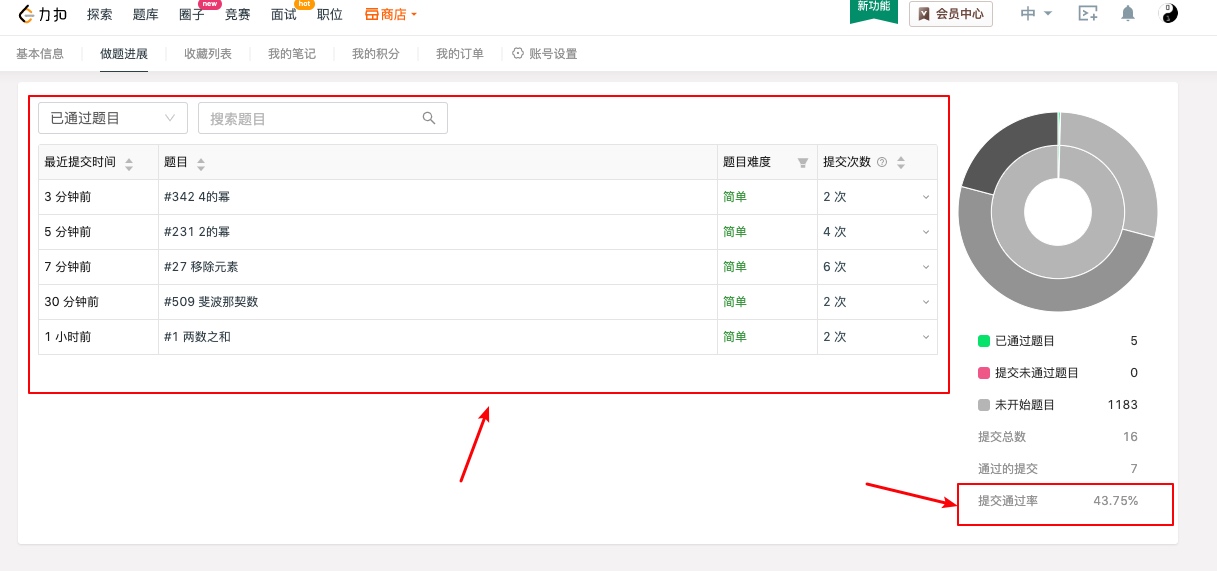 力扣 探索 题库 圈子 new 竞赛 面试 hot 职位 商店 新功能 会员中心 中
基本信息 做题进展 收藏列表 我的笔记 我的积分 我的订单 账号设置
已通过题目 搜索题目
最近提交时间 题目 题目难度 提交次数
3 分钟前 #342 4的幂 简单 2 次
5 分钟前 #231 2的幂 简单 4 次
7 分钟前 #27 移除元素 简单 6 次
30 分钟前 #509 斐波那契数 简单 2 次
1 小时前 #1 两数之和 简单 2 次
已通过题目 5
提交未通过题目 0
未开始题目 1183
提交总数 16
通过的提交 7
提交通过率 43.75%